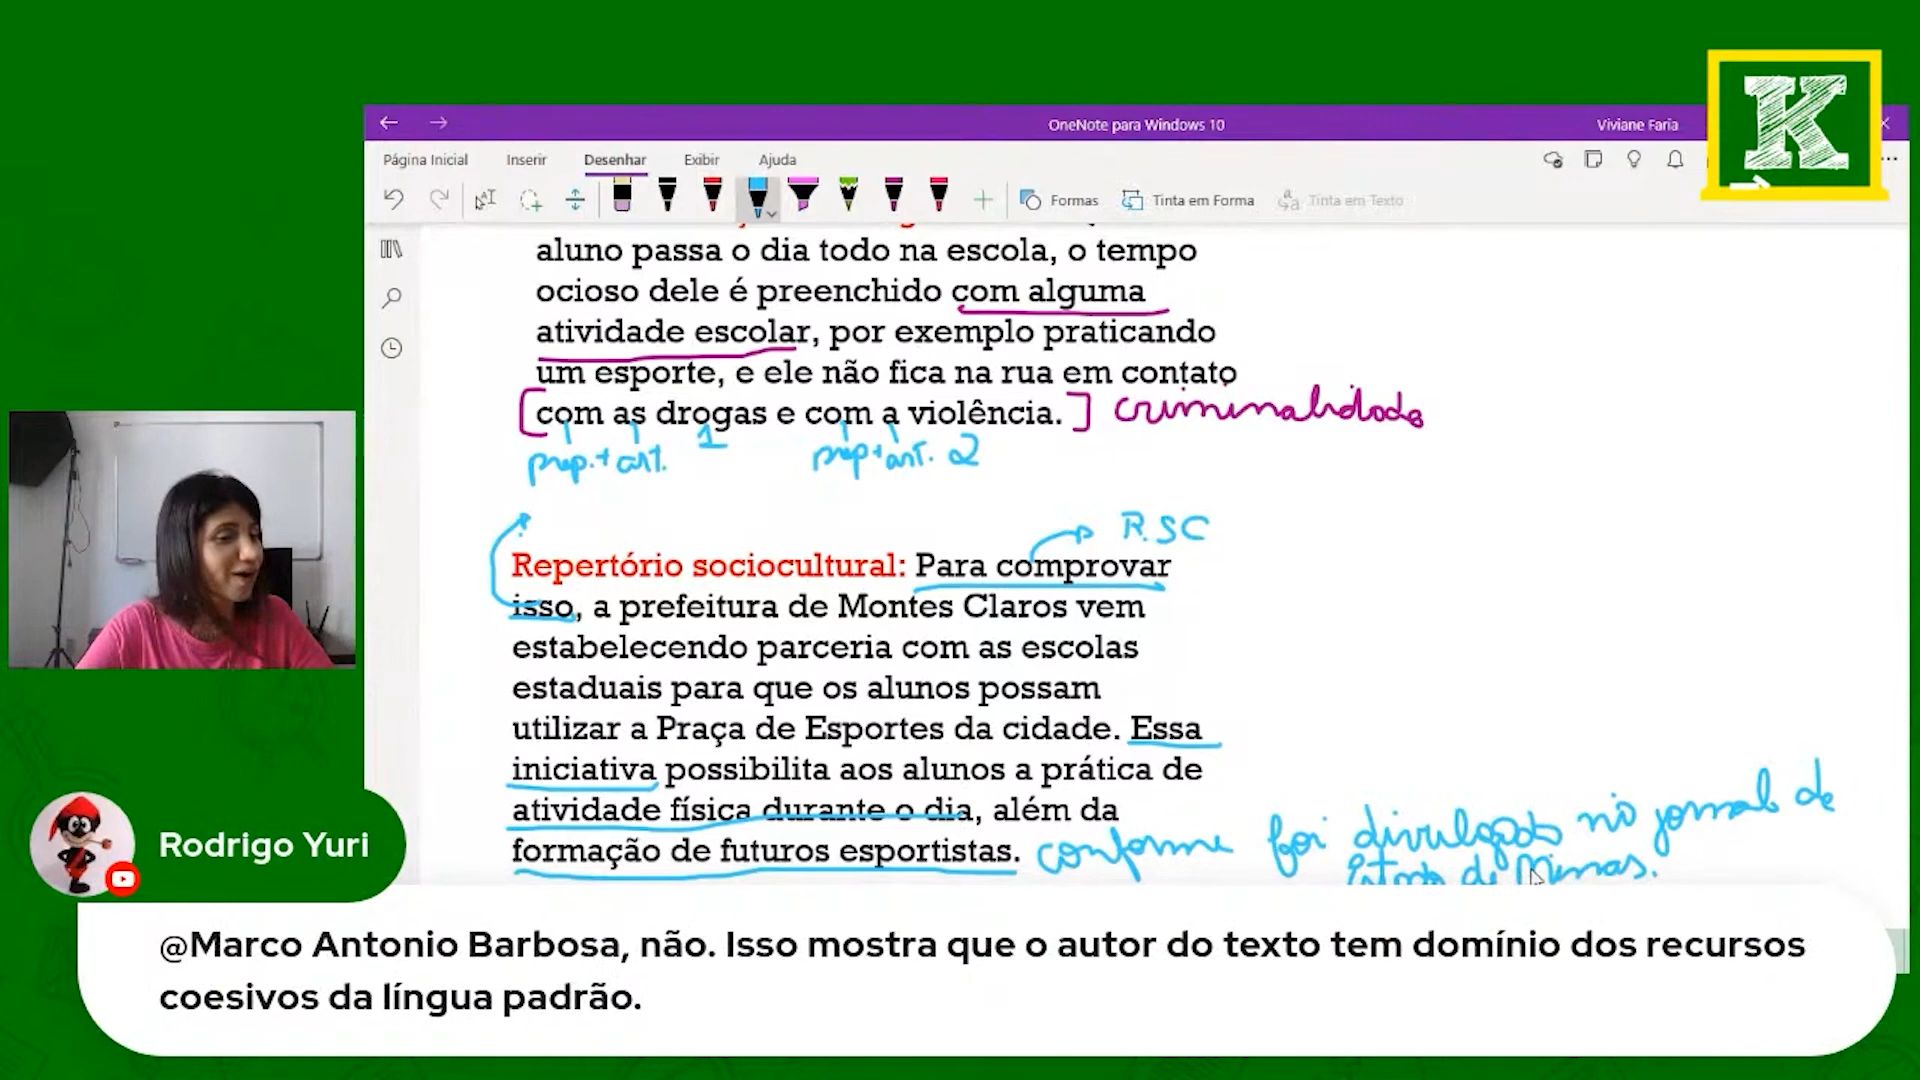 K
OneNote para Windows 10
Viviane Faria
Página Inicial Inserir Desenhar Exibir Ajuda
Formas Tinta em Forma Tinta em Texto
aluno passa o dia todo na escola, o tempo
ocioso dele é preenchido com alguma
atividade escolar, por exemplo praticando
um esporte, e ele não fica na rua em contato
[com as drogas e com a violência.] criminalidade
prep. + art. 1 prep + art. 2
R.SC
Repertório sociocultural: Para comprovar
isso, a prefeitura de Montes Claros vem
estabelecendo parceria com as escolas
estaduais para que os alunos possam
utilizar a Praça de Esportes da cidade. Essa
iniciativa possibilita aos alunos a prática de
atividade física durante o dia, além da
formação de futuros esportistas. conforme foi divulgado no jornal de
Estado de Minas.
Rodrigo Yuri
@Marco Antonio Barbosa, não. Isso mostra que o autor do texto tem domínio dos recursos
coesivos da língua padrão.